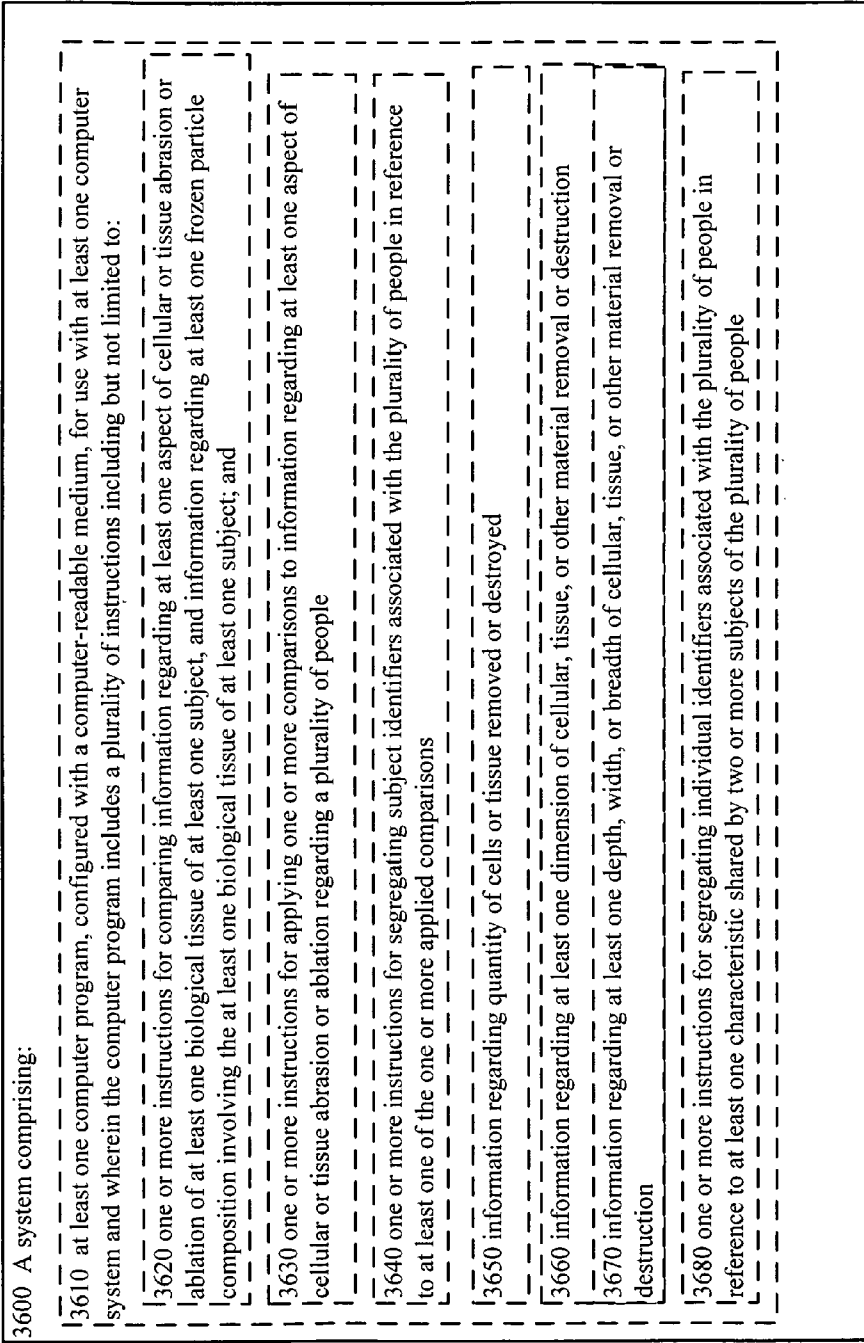 3600 A system comprising:
3610 at least one computer program, configured with a computer-readable medium, for use with at least one computer
system and wherein the computer program includes a plurality of instructions including but not limited to:
3620 one or more instructions for comparing information regarding at least one aspect of cellular or tissue abrasion or
ablation of at least one biological tissue of at least one subject, and information regarding at least one frozen particle
composition involving the at least one biological tissue of at least one subject; and
3630 one or more instructions for applying one or more comparisons to information regarding at least one aspect of
cellular or tissue abrasion or ablation regarding a plurality of people
3640 one or more instructions for segregating subject identifiers associated with the plurality of people in reference
to at least one of the one or more applied comparisons
3650 information regarding quantity of cells or tissue removed or destroyed
3660 information regarding at least one dimension of cellular, tissue, or other material removal or destruction
3670 information regarding at least one depth, width, or breadth of cellular, tissue, or other material removal or
destruction
3680 one or more instructions for segregating individual identifiers associated with the plurality of people in
reference to at least one characteristic shared by two or more subjects of the plurality of people